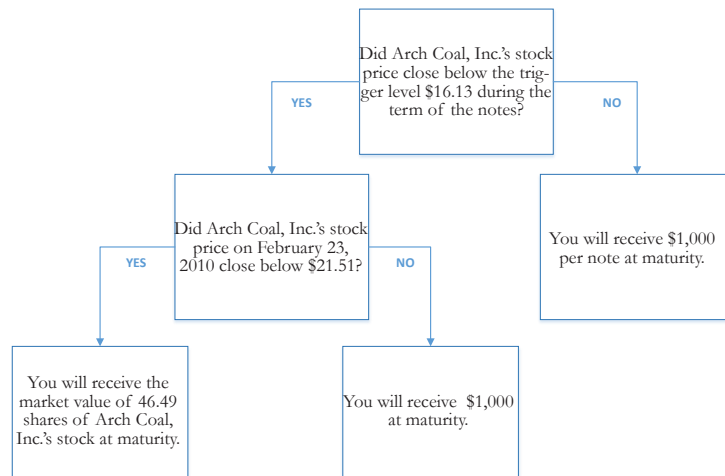 Did Arch Coal, Inc.'s stock
price close below the trig-
ger level $16.13 during the
term of the notes?
YES
NO
Did Arch Coal, Inc.'s stock
price on February 23,
2010 close below $21.51?
You will receive $1,000
per note at maturity.
YES
NO
You will receive the
market value of 46.49
shares of Arch Coal,
Inc.'s stock at maturity.
You will receive $1,000
at maturity.